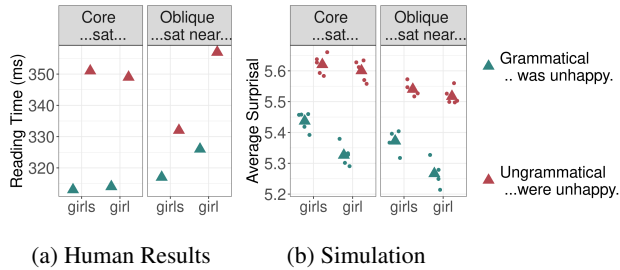 Core
...sat...
Oblique
...sat near...
Reading Time (ms)
350
340
330
320
girls
girl
girls
girl
(a) Human Results
Core
...sat...
Oblique
...sat near...
Average Surprisal
5.6
5.5
5.4
5.3
5.2
girls
girl
girls
girl
(b) Simulation
Grammatical
.. was unhappy.
Ungrammatical
...were unhappy.